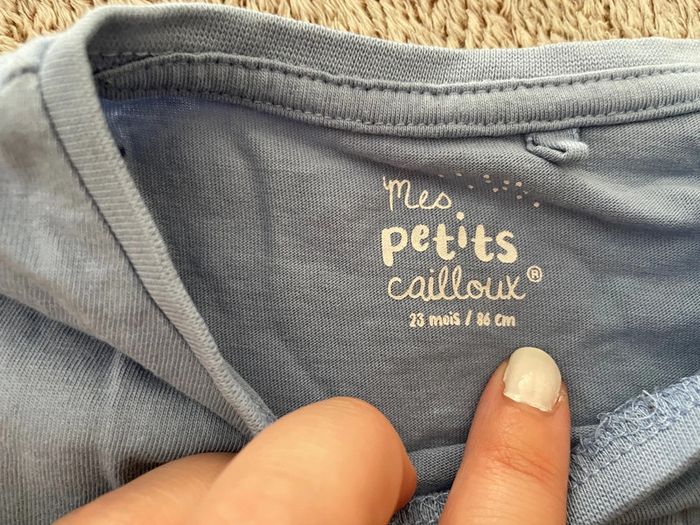 Mes
petits
cailloux®
23 mois / 86 cm